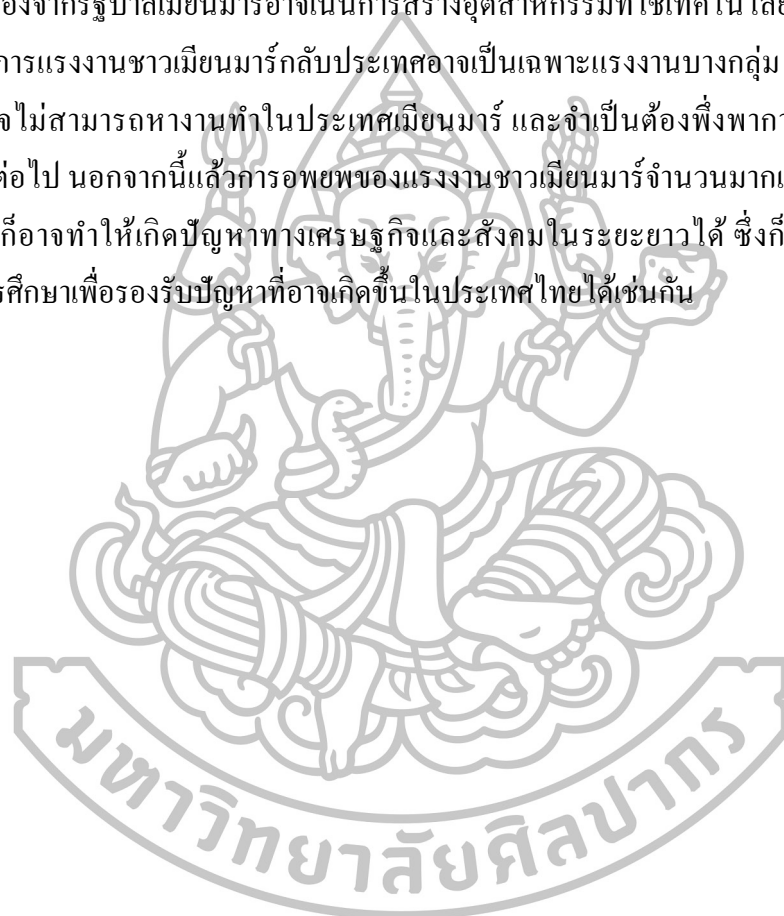 องจากรัฐบาลเมียนมาร์อาจเน้นการสร้างอุตสาหกรรมที่ใช้เทคโนโลย
การแรงงานชาวเมียนมาร์กลับประเทศอาจเป็นเฉพาะแรงงานบางกลุ่ม
จไม่สามารถหางานทำในประเทศเมียนมาร์ และจำเป็นต้องพึ่งพากา
ต่อไป นอกจากนี้แล้วการอพยพของแรงงานชาวเมียนมาร์จำนวนมาก
ก็อาจทำให้เกิดปัญหาทางเศรษฐกิจและสังคมในระยะยาวได้ ซึ่งก็
รศึกษาเพื่อรองรับปัญหาที่อาจเกิดขึ้นในประเทศไทยได้เช่นกัน
มหาวิทยาลัยศิลปากร